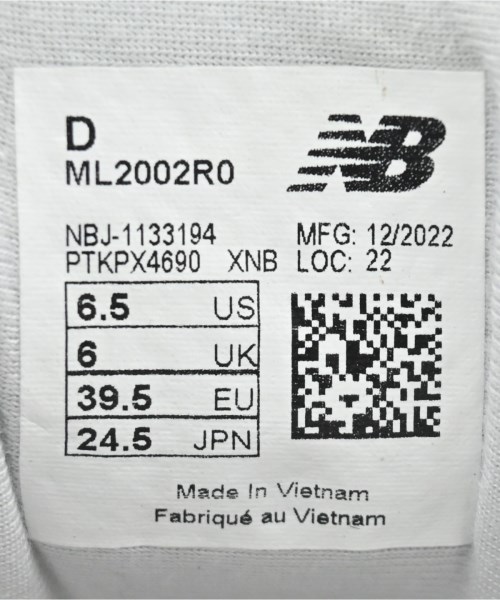 D
ML2002R0
NB
NBJ-1133194 MFG: 12/2022
PTKPX4690 XNB LOC: 22
6.5 US
6 UK
39.5 EU
24.5 JPN
Made In Vietnam
Fabriqué au Vietnam